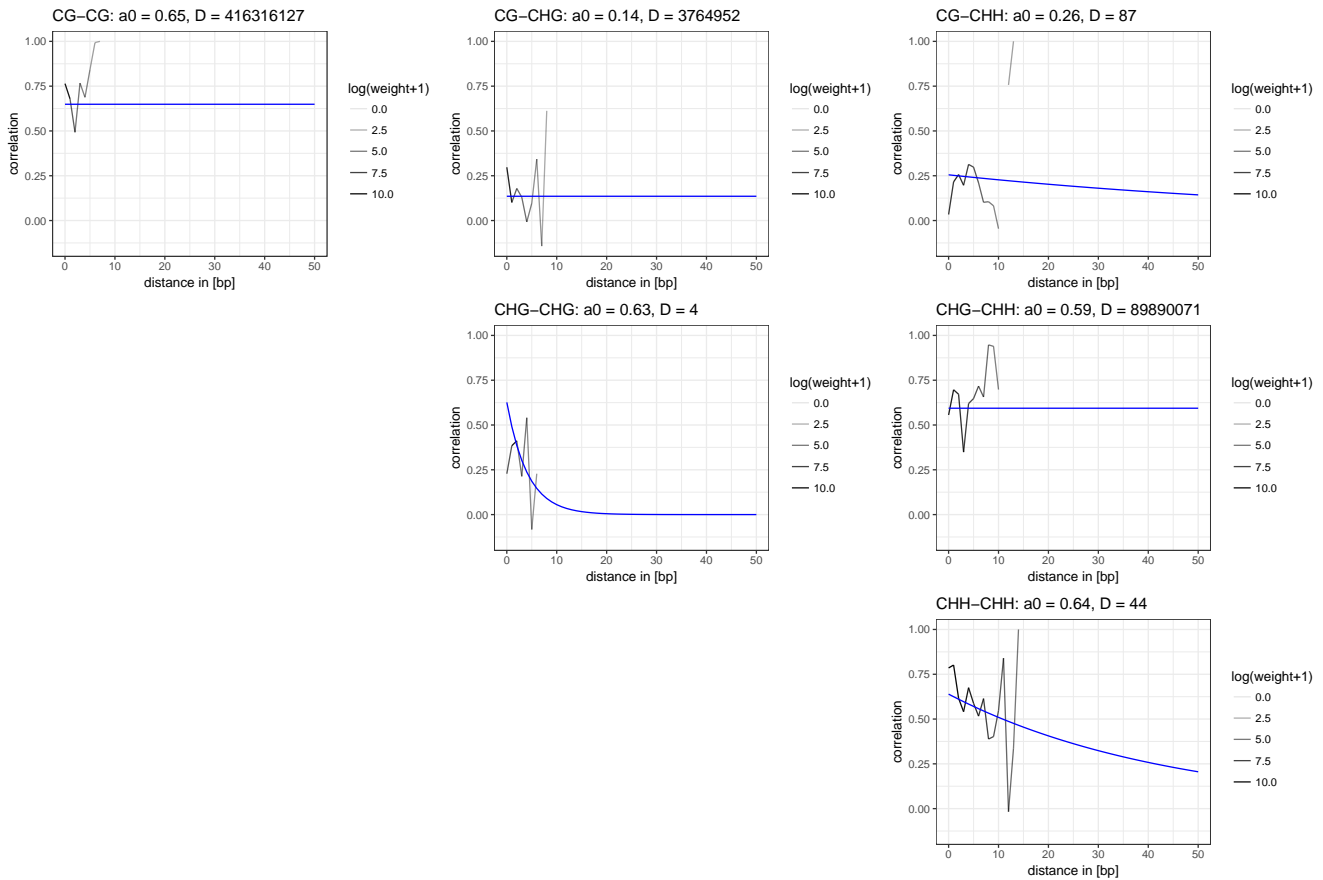 CG−CG: a0 = 0.65, D = 416316127
1.00
0.75
0.50
0.25
0.00
correlation
0 10 20 30 40 50
distance in [bp]
log(weight+1)
0.0
2.5
5.0
7.5
10.0
CG−CHG: a0 = 0.14, D = 3764952
1.00
0.75
0.50
0.25
0.00
correlation
0 10 20 30 40 50
distance in [bp]
log(weight+1)
0.0
2.5
5.0
7.5
10.0
CG−CHH: a0 = 0.26, D = 87
1.00
0.75
0.50
0.25
0.00
correlation
0 10 20 30 40 50
distance in [bp]
log(weight+1)
0.0
2.5
5.0
7.5
10.0
CHG−CHG: a0 = 0.63, D = 4
1.00
0.75
0.50
0.25
0.00
correlation
0 10 20 30 40 50
distance in [bp]
log(weight+1)
0.0
2.5
5.0
7.5
10.0
CHG−CHH: a0 = 0.59, D = 89890071
1.00
0.75
0.50
0.25
0.00
correlation
0 10 20 30 40 50
distance in [bp]
log(weight+1)
0.0
2.5
5.0
7.5
10.0
CHH−CHH: a0 = 0.64, D = 44
1.00
0.75
0.50
0.25
0.00
correlation
0 10 20 30 40 50
distance in [bp]
log(weight+1)
0.0
2.5
5.0
7.5
10.0